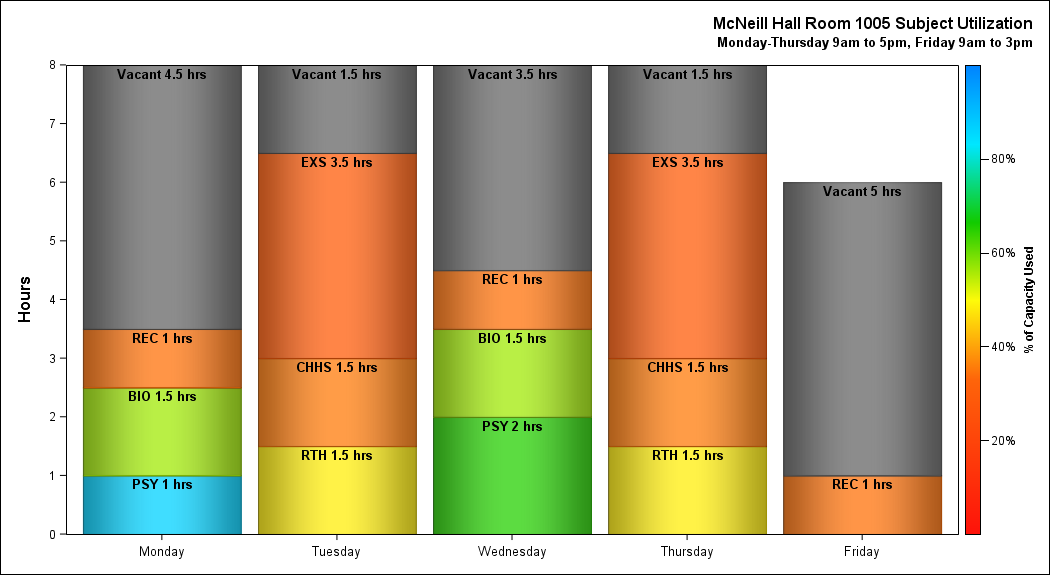 McNeill Hall Room 1005 Subject Utilization
Monday-Thursday 9am to 5pm, Friday 9am to 3pm
Hours
8
7
6
5
4
3
2
1
0
Vacant 4.5 hrs
REC 1 hrs
BIO 1.5 hrs
PSY 1 hrs
Vacant 1.5 hrs
EXS 3.5 hrs
CHHS 1.5 hrs
RTH 1.5 hrs
Vacant 3.5 hrs
REC 1 hrs
BIO 1.5 hrs
PSY 2 hrs
Vacant 1.5 hrs
EXS 3.5 hrs
CHHS 1.5 hrs
RTH 1.5 hrs
Vacant 5 hrs
REC 1 hrs
Monday
Tuesday
Wednesday
Thursday
Friday
80%
60%
40%
20%
% of Capacity Used